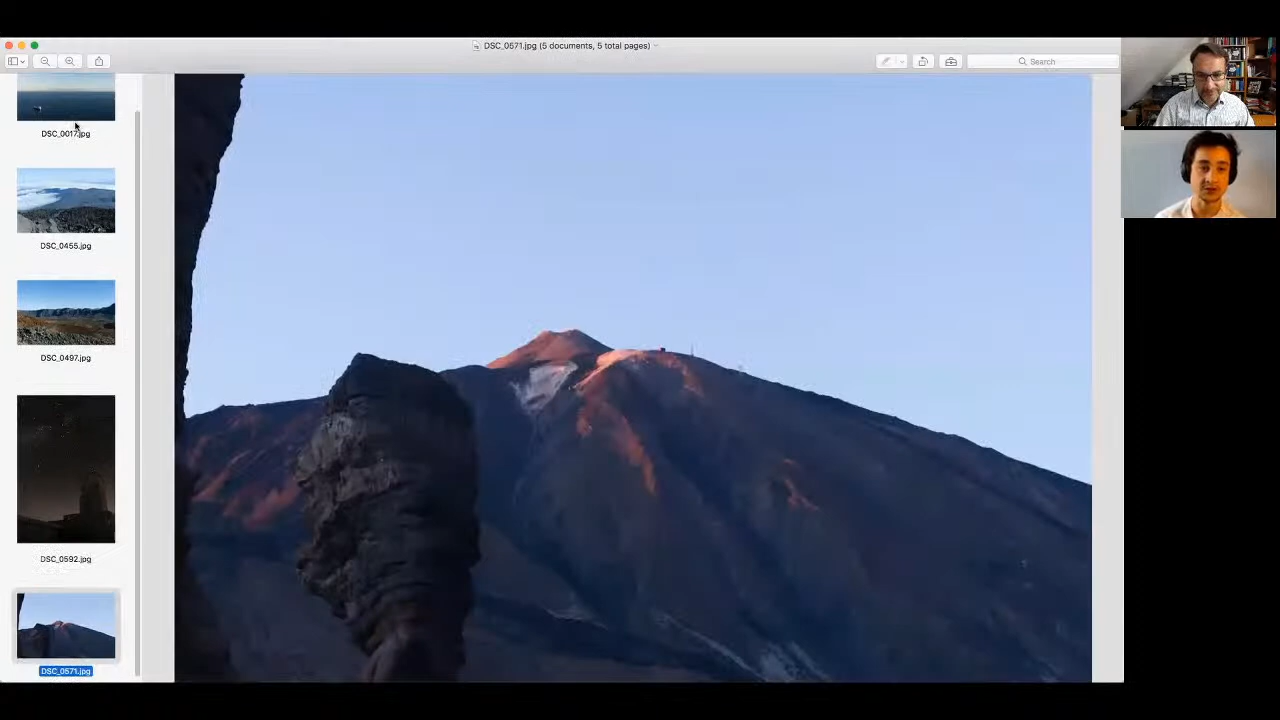 DSC_0571.jpg (5 documents, 5 total pages)
Search
DSC_0017.jpg
DSC_0455.jpg
DSC_0497.jpg
DSC_0592.jpg
DSC_0571.jpg